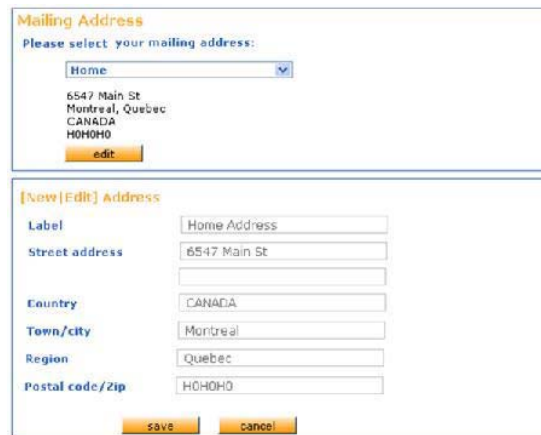 Mailing Address
Please select your mailing address:
Home
6547 Main St
Montreal, Quebec
CANADA
H0H0H0
edit
[New|Edit] Address
Label Home Address
Street address 6547 Main St
Country CANADA
Town/city Montreal
Region Quebec
Postal code/Zip H0H0H0
save cancel